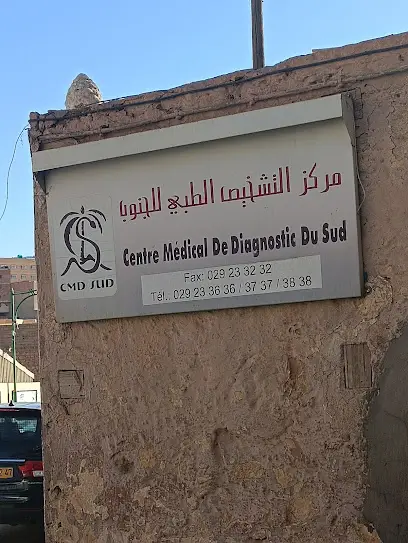 مركز التشخيص الطبي للجنوب
Centre Médical De Diagnostic Du Sud
CMD SUD
Fax: 029 23 32 32
Tél.: 029 23 36 36 / 37 37 / 38 38